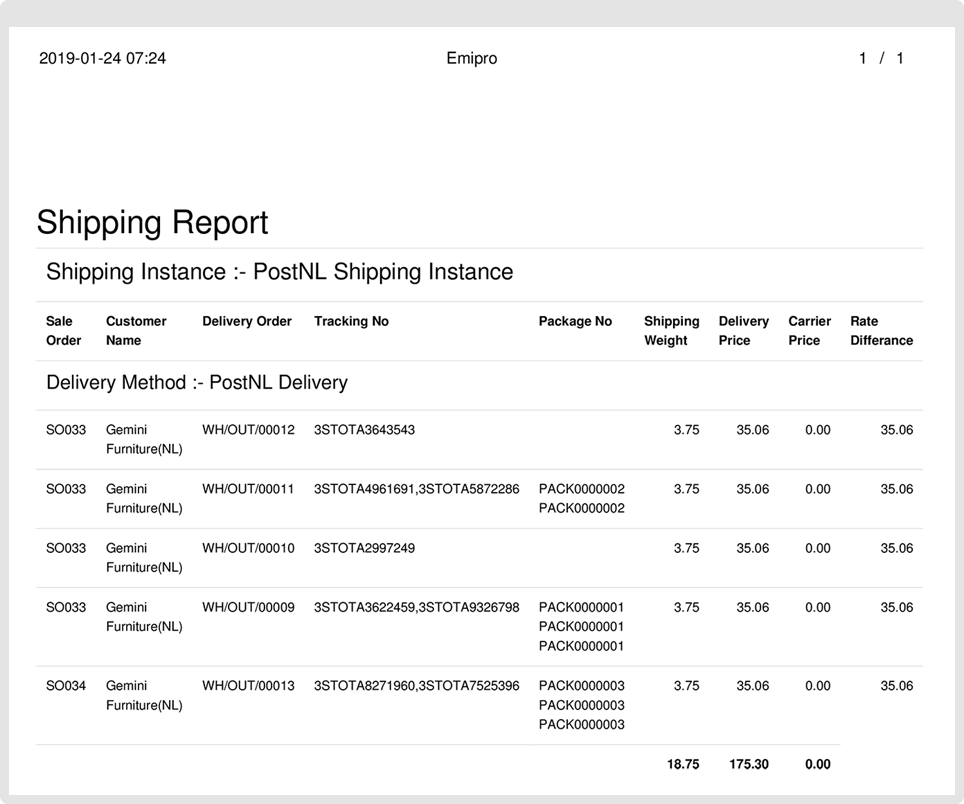 2019-01-24 07:24 Emipro 1 / 1
Shipping Report
Shipping Instance :- PostNL Shipping Instance
Sale Customer Delivery Order Tracking No Package No Shipping Delivery Carrier Rate
Order Name Weight Price Price Differance
Delivery Method :- PostNL Delivery
SO033 Gemini WH/OUT/00012 3STOTA3643543 3.75 35.06 0.00 35.06
Furniture(NL)
SO033 Gemini WH/OUT/00011 3STOTA4961691,3STOTA5872286 PACK0000002 3.75 35.06 0.00 35.06
Furniture(NL) PACK0000002
SO033 Gemini WH/OUT/00010 3STOTA2997249 3.75 35.06 0.00 35.06
Furniture(NL)
SO033 Gemini WH/OUT/00009 3STOTA3622459,3STOTA9326798 PACK0000001 3.75 35.06 0.00 35.06
Furniture(NL) PACK0000001
PACK0000001
SO034 Gemini WH/OUT/00013 3STOTA8271960,3STOTA7525396 PACK0000003 3.75 35.06 0.00 35.06
Furniture(NL) PACK0000003
PACK0000003
18.75 175.30 0.00